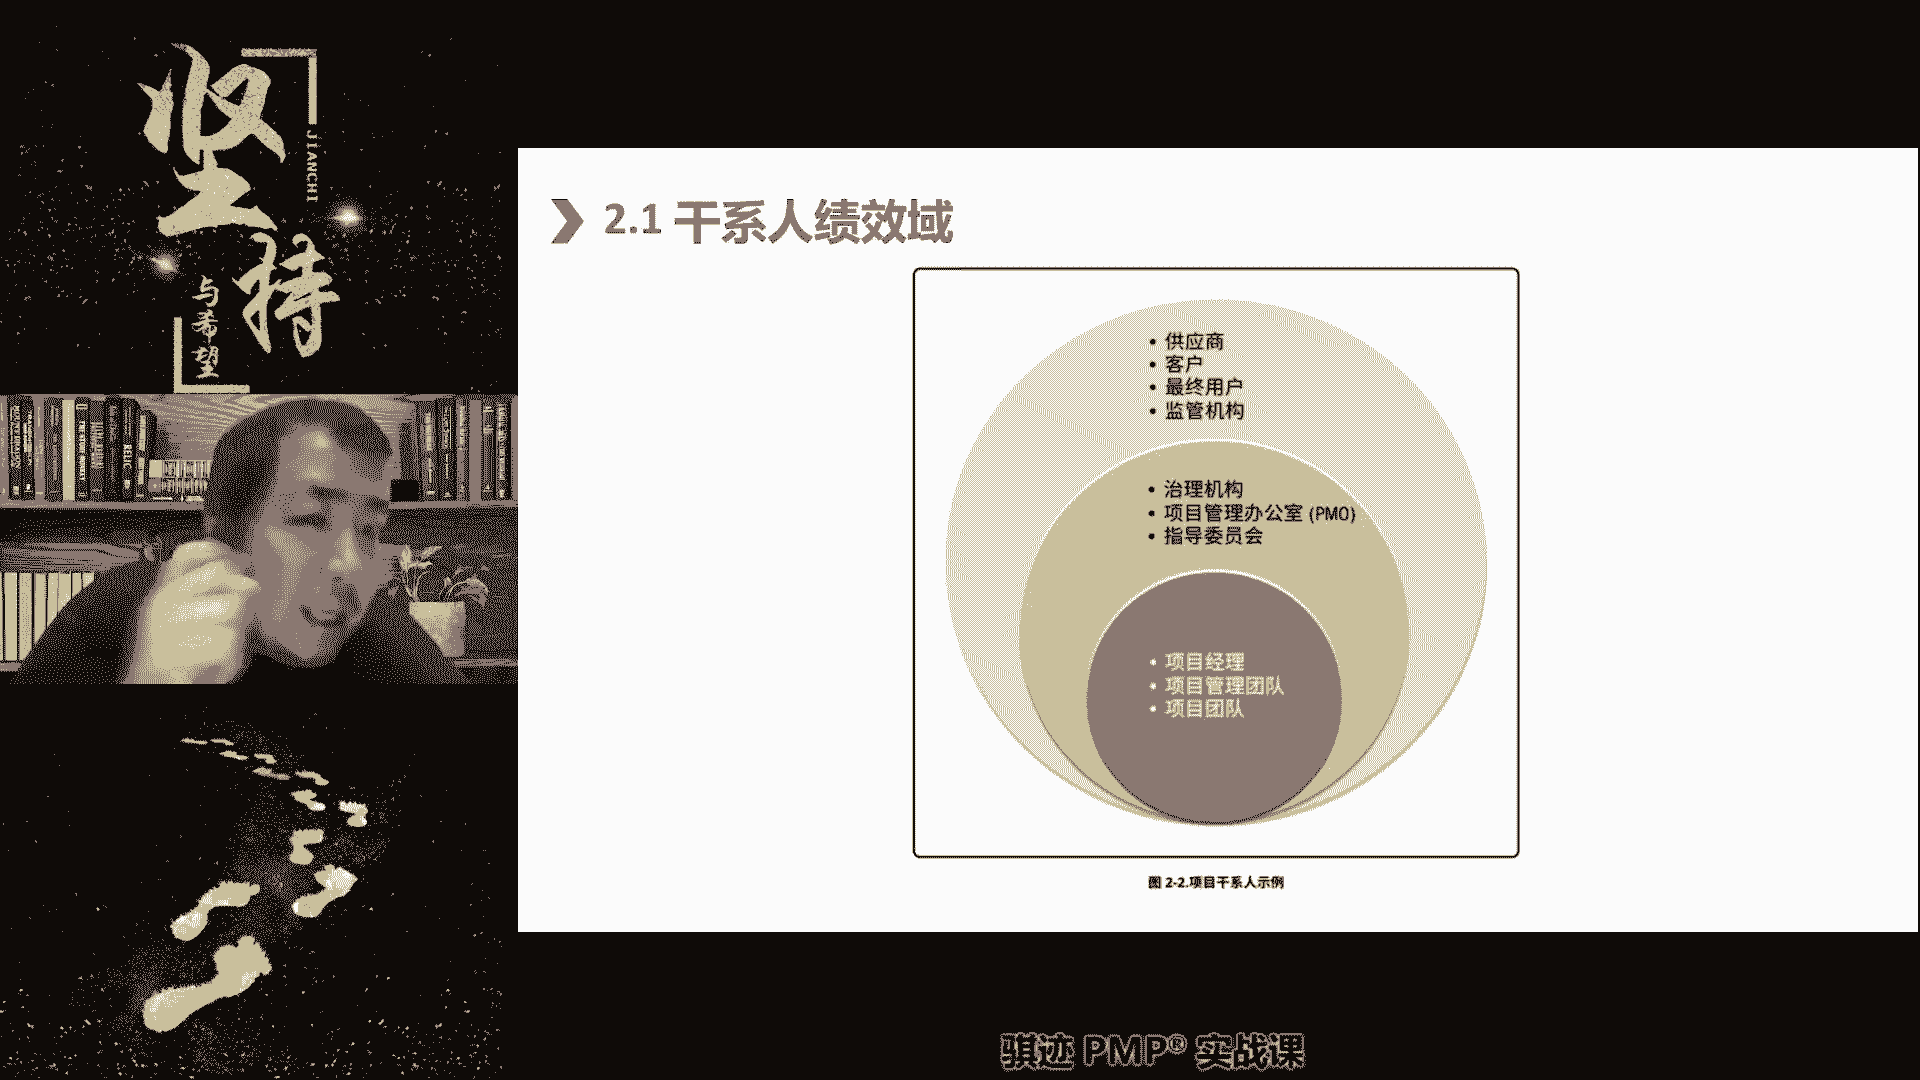 坚持
JIANCHI
与希望
2.1 干系人绩效域
• 供应商
• 客户
• 最终用户
• 监管机构
• 治理机构
• 项目管理办公室 (PMO)
• 指导委员会
• 项目经理
• 项目管理团队
• 项目团队
图 2-2.项目干系人示例
骐迹 PMP® 实战课